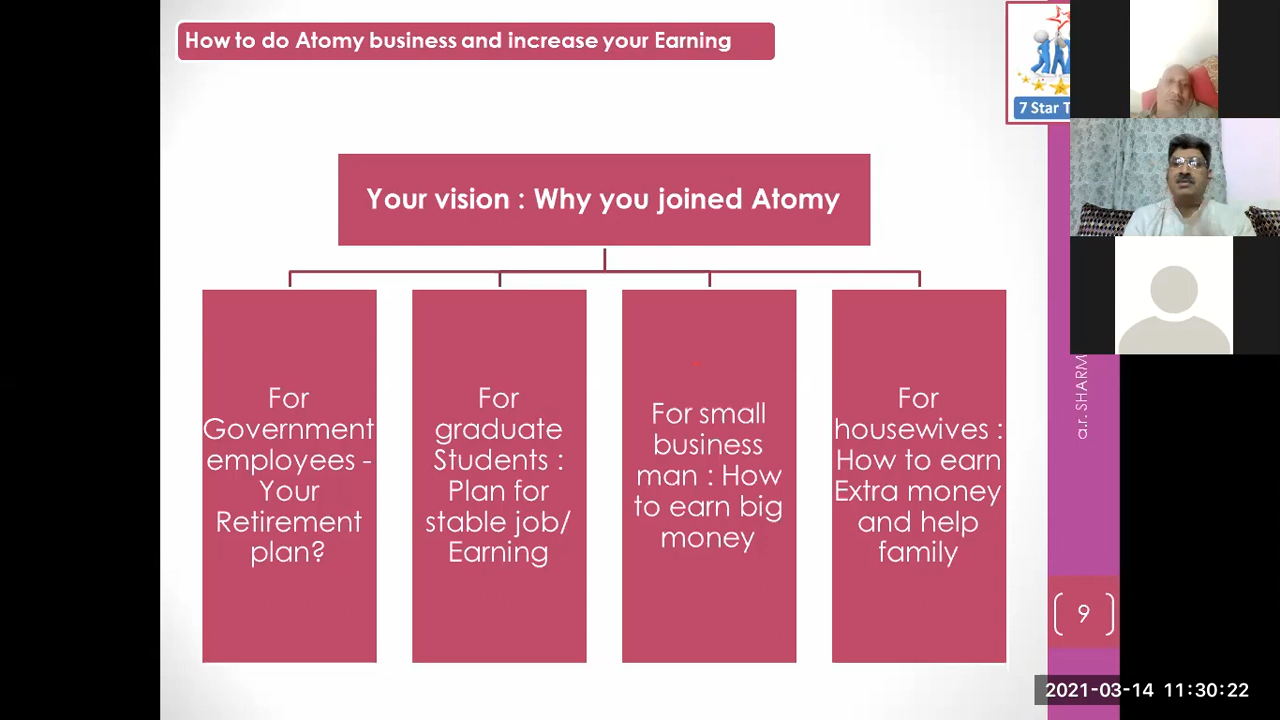 How to do Atomy business and increase your Earning
7 Star
Your vision : Why you joined Atomy
For
Government
employees -
Your
Retirement
plan?
For
graduate
Students :
Plan for
stable job/
Earning
For small
business
man : How
to earn big
money
For
housewives :
How to earn
Extra money
and help
family
a.r. SHARM
9
2021-03-14 11:30:22